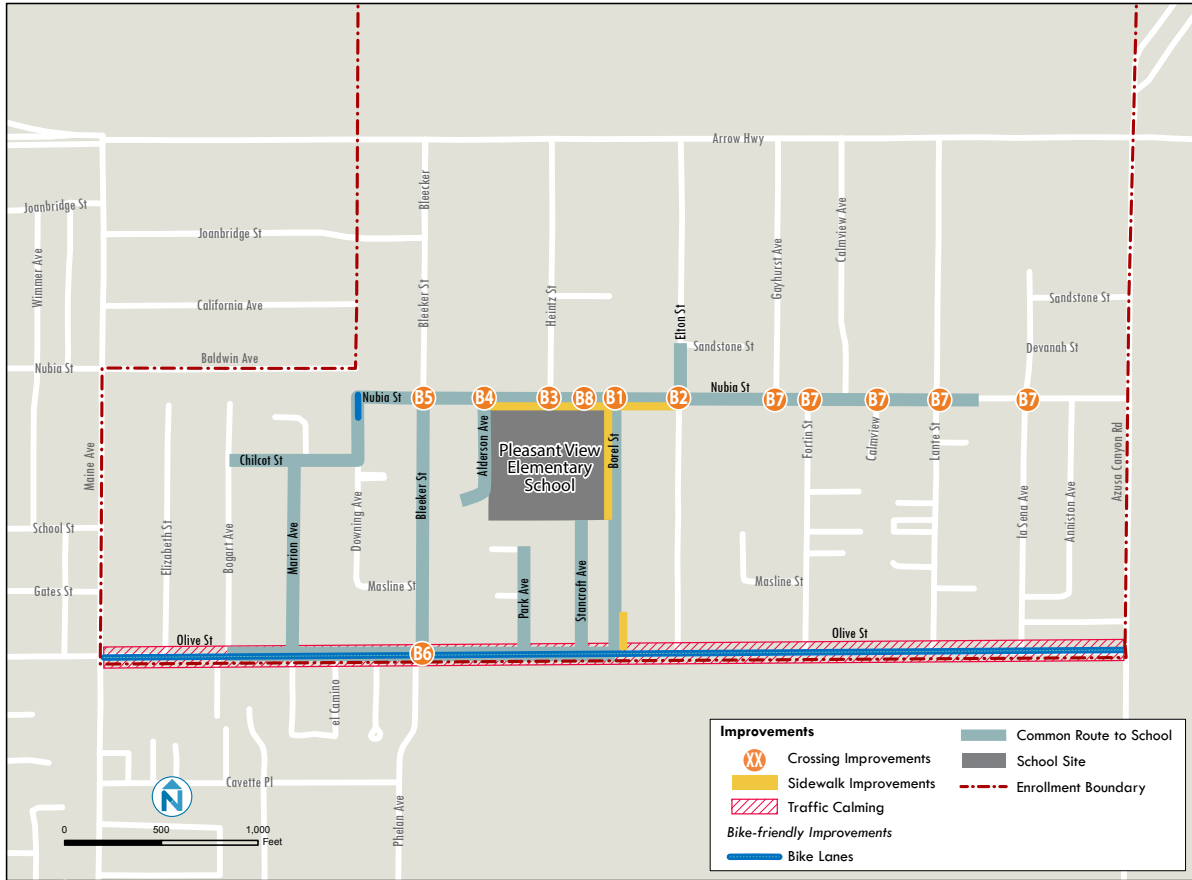 Arrow Hwy
Joanbridge St
Joanbridge St
Bleecker
Wimmer Ave
Bleeker St
Heintz St
Gayhurst Ave
Calmview Ave
California Ave
Sandstone St
Elton St
Sandstone St
Devanah St
Baldwin Ave
Nubia St
Nubia St
Nubia St
B5
B4
B3
B8
B1
B2
B7
B7
B7
B7
B7
Pleasant View
Elementary
School
Alderson Ave
Borel St
Maine Ave
Chilcot St
Bleeker St
Fortin St
Calmview
Lante St
Azusa Canyon Rd
School St
Elizabeth St
Bogart Ave
Marion Ave
Downing Ave
la Sena Ave
Anniston Ave
Gates St
Masline St
Park Ave
Stancroft Ave
Masline St
Olive St
Olive St
B6
el Camino
Cavette Pl
Phelan Ave
N
0 500 1,000
Feet
Improvements
XX Crossing Improvements
Sidewalk Improvements
Traffic Calming
Bike-friendly Improvements
Bike Lanes
Common Route to School
School Site
Enrollment Boundary